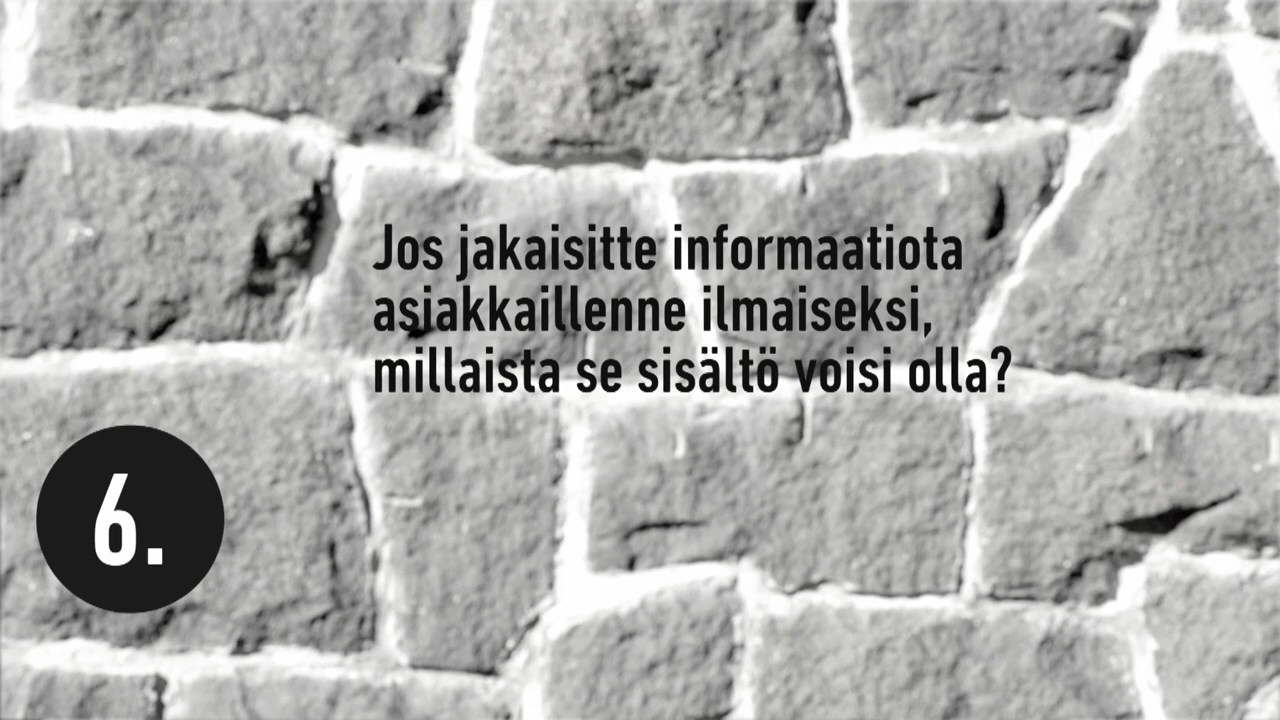 Jos jakaisitte informaatiota
asiakkaillenne ilmaiseksi,
millaista se sisältö voisi olla?
6.